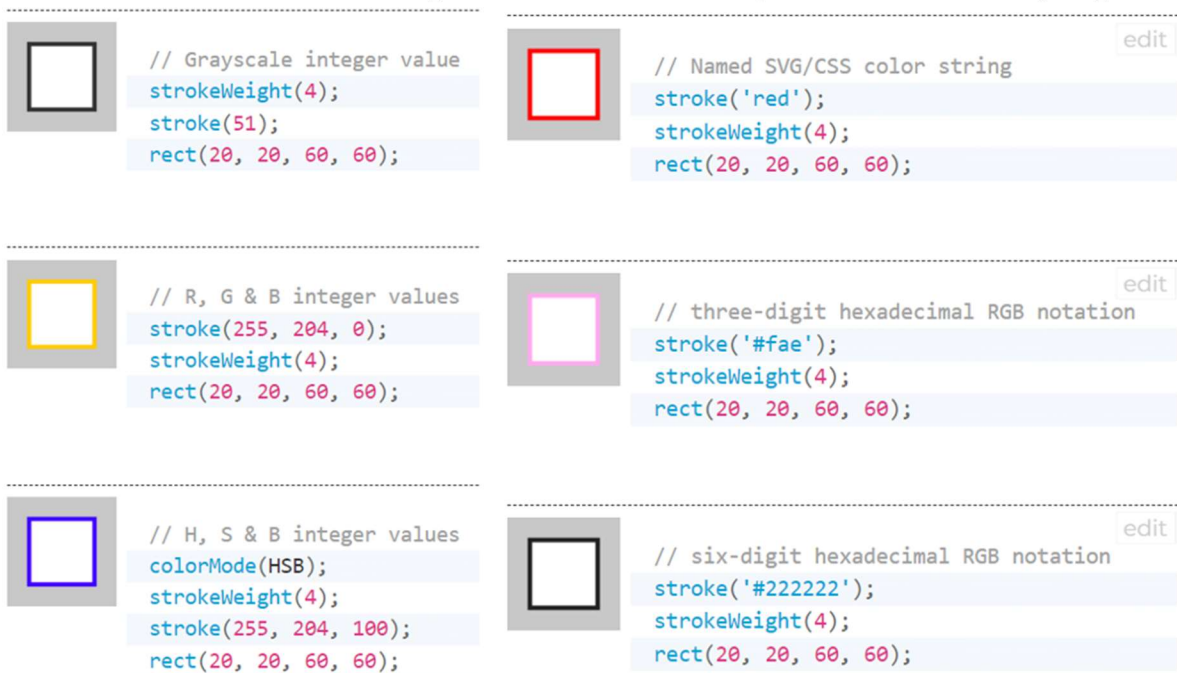 // Grayscale integer value
strokeWeight(4);
stroke(51);
rect(20, 20, 60, 60);
// R, G & B integer values
stroke(255, 204, 0);
strokeWeight(4);
rect(20, 20, 60, 60);
// H, S & B integer values
colorMode(HSB);
strokeWeight(4);
stroke(255, 204, 100);
rect(20, 20, 60, 60);
edit
// Named SVG/CSS color string
stroke('red');
strokeWeight(4);
rect(20, 20, 60, 60);
edit
// three-digit hexadecimal RGB notation
stroke('#fae');
strokeWeight(4);
rect(20, 20, 60, 60);
edit
// six-digit hexadecimal RGB notation
stroke('#222222');
strokeWeight(4);
rect(20, 20, 60, 60);